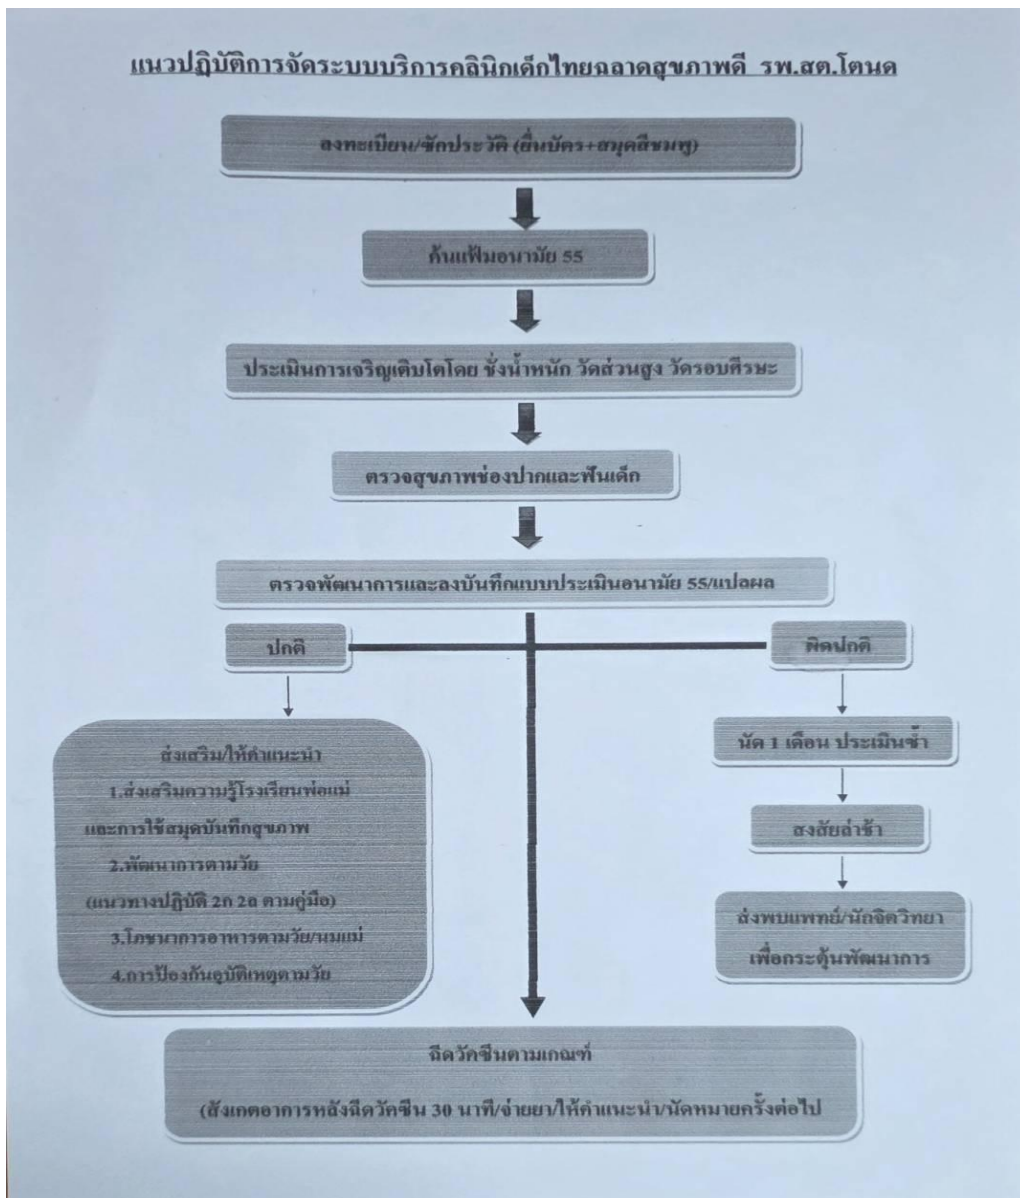 แนวปฏิบัติการจัดระบบบริการคลินิกเด็กไทยฉลาดสุขภาพดี รพ.สต.โตนด
ลงทะเบียน/ซักประวัติ (ยื่นบัตร+สมุดสีชมพู)
ค้นแฟ้มอนามัย 55
ประเมินการเจริญเติบโตโดย ชั่งน้ำหนัก วัดส่วนสูง วัดรอบศีรษะ
ตรวจสุขภาพช่องปากและฟันเด็ก
ตรวจพัฒนาการและลงบันทึกแบบประเมินอนามัย 55/แปลผล
ปกติ
ส่งเสริม/ให้คำแนะนำ
1.ส่งเสริมความรู้โรงเรียนพ่อแม่
และการใช้สมุดบันทึกสุขภาพ
2.พัฒนาการตามวัย
(แนวทางปฏิบัติ 2ก 2ล ตามคู่มือ)
3.โภชนาการอาหารตามวัย/นมแม่
4.การป้องกันอุบัติเหตุตามวัย
ผิดปกติ
นัด 1 เดือน ประเมินซ้ำ
สงสัยล่าช้า
ส่งพบแพทย์/นักจิตวิทยา
เพื่อกระตุ้นพัฒนาการ
ฉีดวัคซีนตามเกณฑ์
(สังเกตอาการหลังฉีดวัคซีน 30 นาที/จ่ายยา/ให้คำแนะนำ/นัดหมายครั้งต่อไป